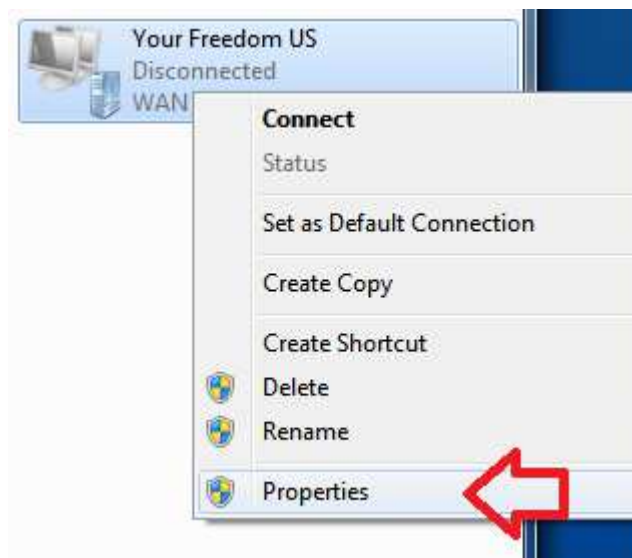 Your Freedom US
Disconnected
WAN
Connect
Status
Set as Default Connection
Create Copy
Create Shortcut
Delete
Rename
Properties